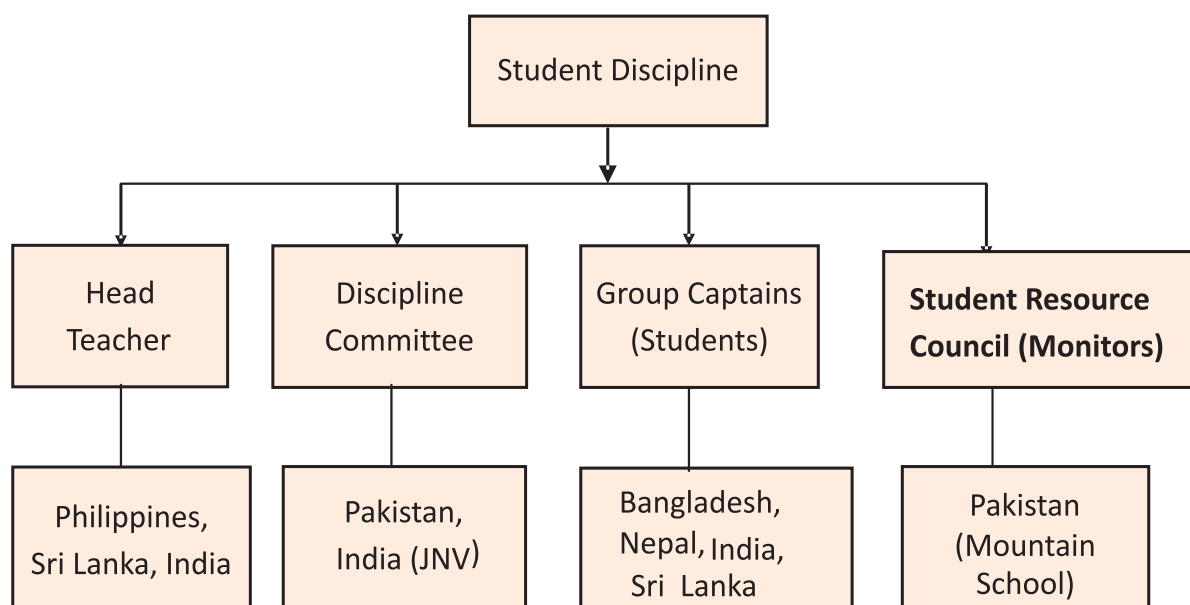 Student Discipline
Head
Teacher
Discipline
Committee
Group Captains
(Students)
Student Resource
Council (Monitors)
Philippines,
Sri Lanka, India
Pakistan,
India (JNV)
Bangladesh,
Nepal, India,
Sri Lanka
Pakistan
(Mountain
School)